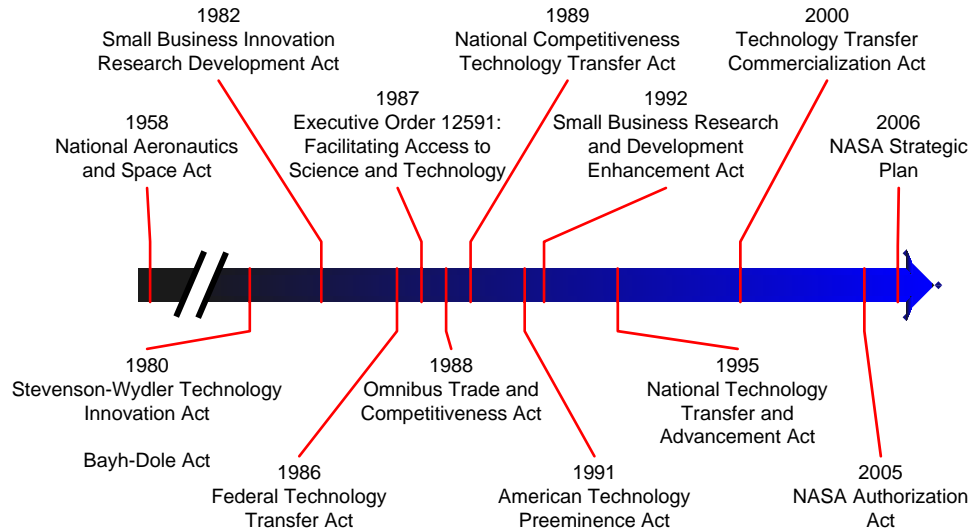 1982
Small Business Innovation
Research Development Act
1989
National Competitiveness
Technology Transfer Act
2000
Technology Transfer
Commercialization Act
1958
National Aeronautics
and Space Act
1987
Executive Order 12591:
Facilitating Access to
Science and Technology
1992
Small Business Research
and Development
Enhancement Act
2006
NASA Strategic
Plan
1980
Stevenson-Wydler Technology
Innovation Act
Bayh-Dole Act
1988
Omnibus Trade and
Competitiveness Act
1995
National Technology
Transfer and
Advancement Act
1986
Federal Technology
Transfer Act
1991
American Technology
Preeminence Act
2005
NASA Authorization
Act